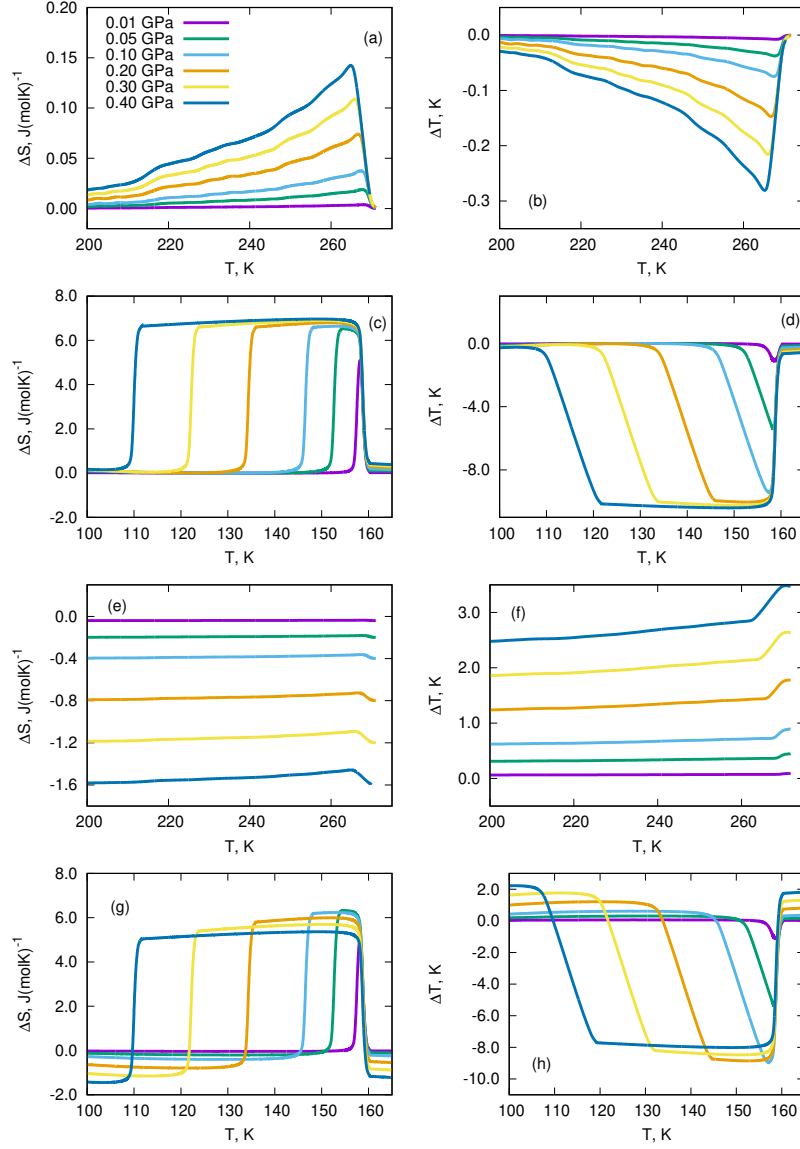 0.20
0.15
0.10
0.05
0.00
ΔS, J(molK)⁻¹
0.01 GPa
0.05 GPa
0.10 GPa
0.20 GPa
0.30 GPa
0.40 GPa
(a)
200 220 240 260
T, K
0.0
-0.1
-0.2
-0.3
ΔT, K
(b)
200 220 240 260
T, K
8.0
6.0
4.0
2.0
0.0
-2.0
ΔS, J(molK)⁻¹
(c)
100 110 120 130 140 150 160
T, K
0.0
-4.0
-8.0
ΔT, K
(d)
100 110 120 130 140 150 160
T, K
0.0
-0.4
-0.8
-1.2
-1.6
ΔS, J(molK)⁻¹
(e)
200 220 240 260
T, K
3.0
2.0
1.0
0.0
ΔT, K
(f)
200 220 240 260
T, K
8.0
6.0
4.0
2.0
0.0
-2.0
ΔS, J(molK)⁻¹
(g)
100 110 120 130 140 150 160
T, K
2.0
0.0
-2.0
-4.0
-6.0
-8.0
-10.0
ΔT, K
(h)
100 110 120 130 140 150 160
T, K